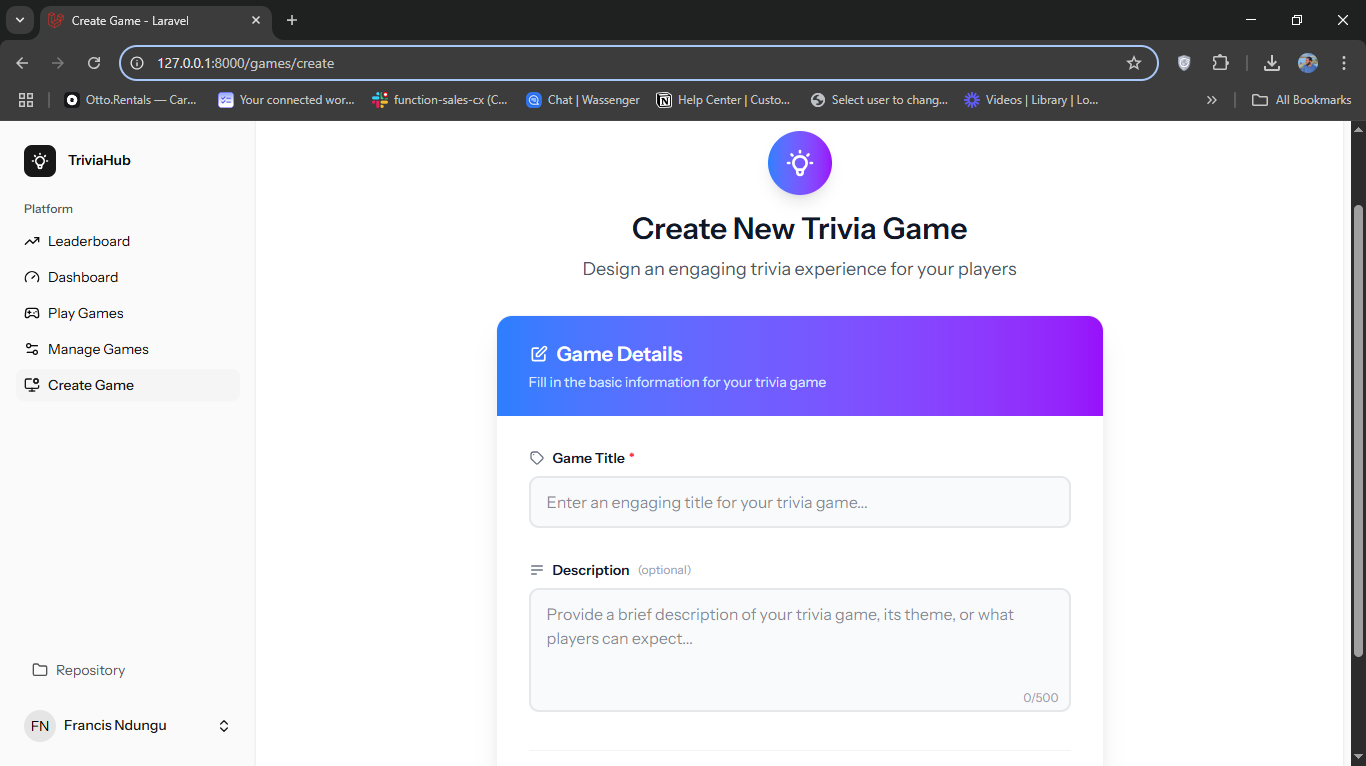 Create Game - Laravel
127.0.0.1:8000/games/create
Otto.Rentals — Car...
Your connected wor...
function-sales-cx (C...
Chat | Wassenger
Help Center | Custo...
Select user to chang...
Videos | Library | Lo...
All Bookmarks
TriviaHub
Platform
Leaderboard
Dashboard
Play Games
Manage Games
Create Game
Repository
FN
Francis Ndungu
Create New Trivia Game
Design an engaging trivia experience for your players
Game Details
Fill in the basic information for your trivia game
Game Title *
Enter an engaging title for your trivia game...
Description (optional)
Provide a brief description of your trivia game, its theme, or what
players can expect...
0/500